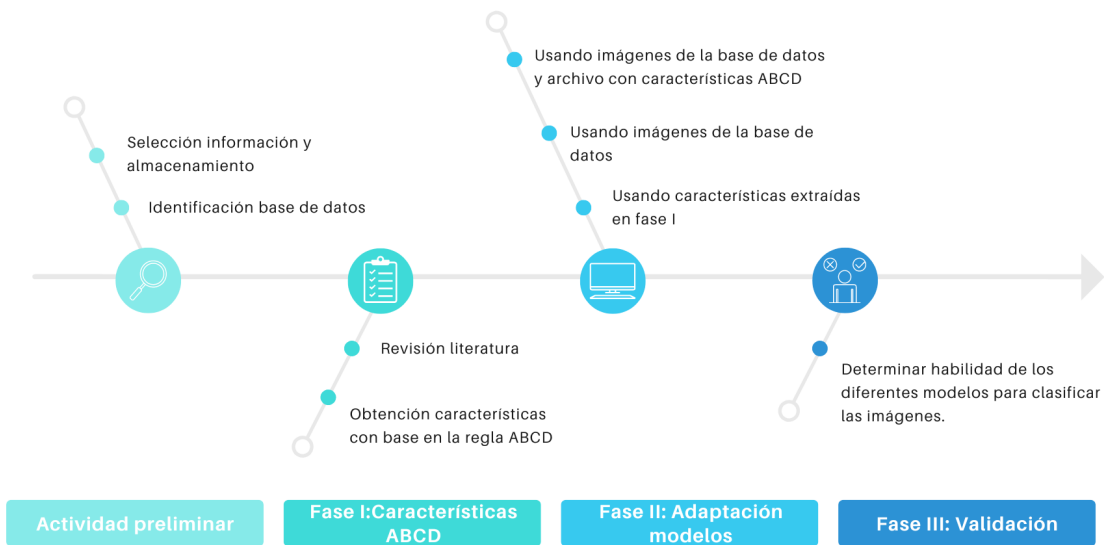 Usando imágenes de la base de datos
y archivo con características ABCD
Selección información y
almacenamiento
Usando imágenes de la base de
datos
Identificación base de datos
Usando características extraídas
en fase I
Revisión literatura
Obtención características
con base en la regla ABCD
Determinar habilidad de los
diferentes modelos para clasificar
las imágenes.
Actividad preliminar
Fase I:Características
ABCD
Fase II: Adaptación
modelos
Fase III: Validación